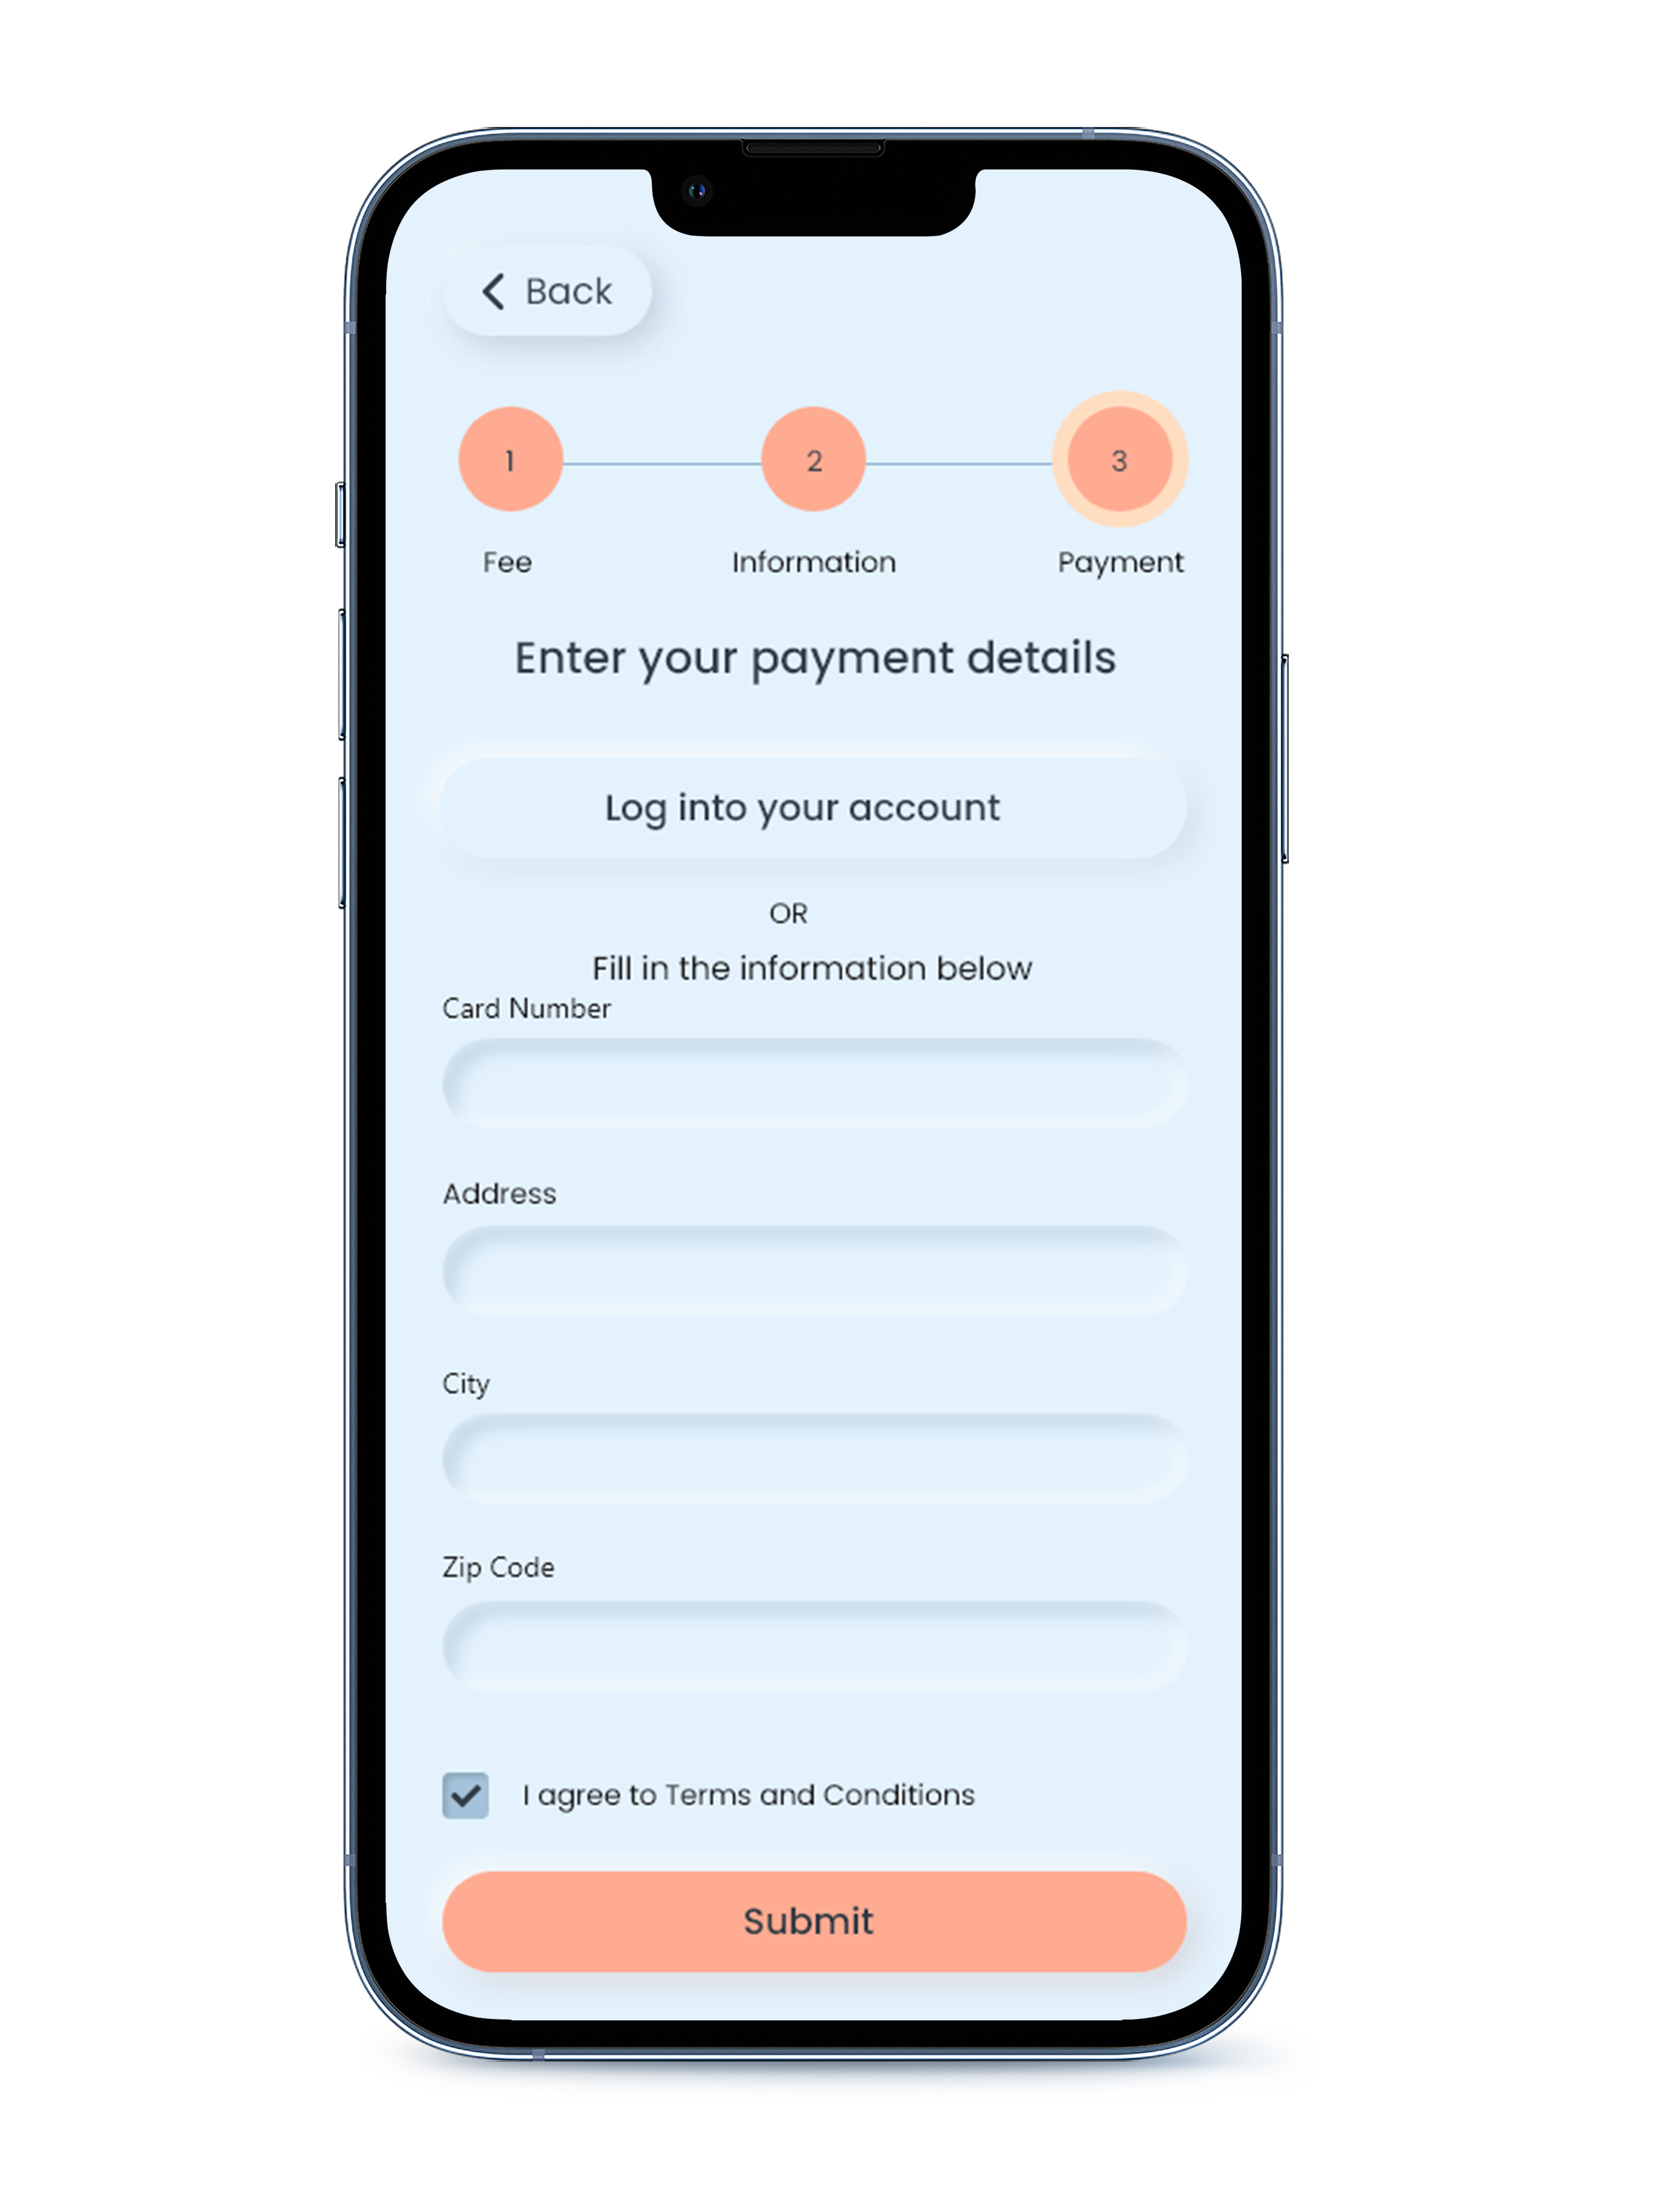 Back
1
2
3
Fee
Information
Payment
Enter your payment details
Log into your account
OR
Fill in the information below
Card Number
Address
City
Zip Code
I agree to Terms and Conditions
Submit